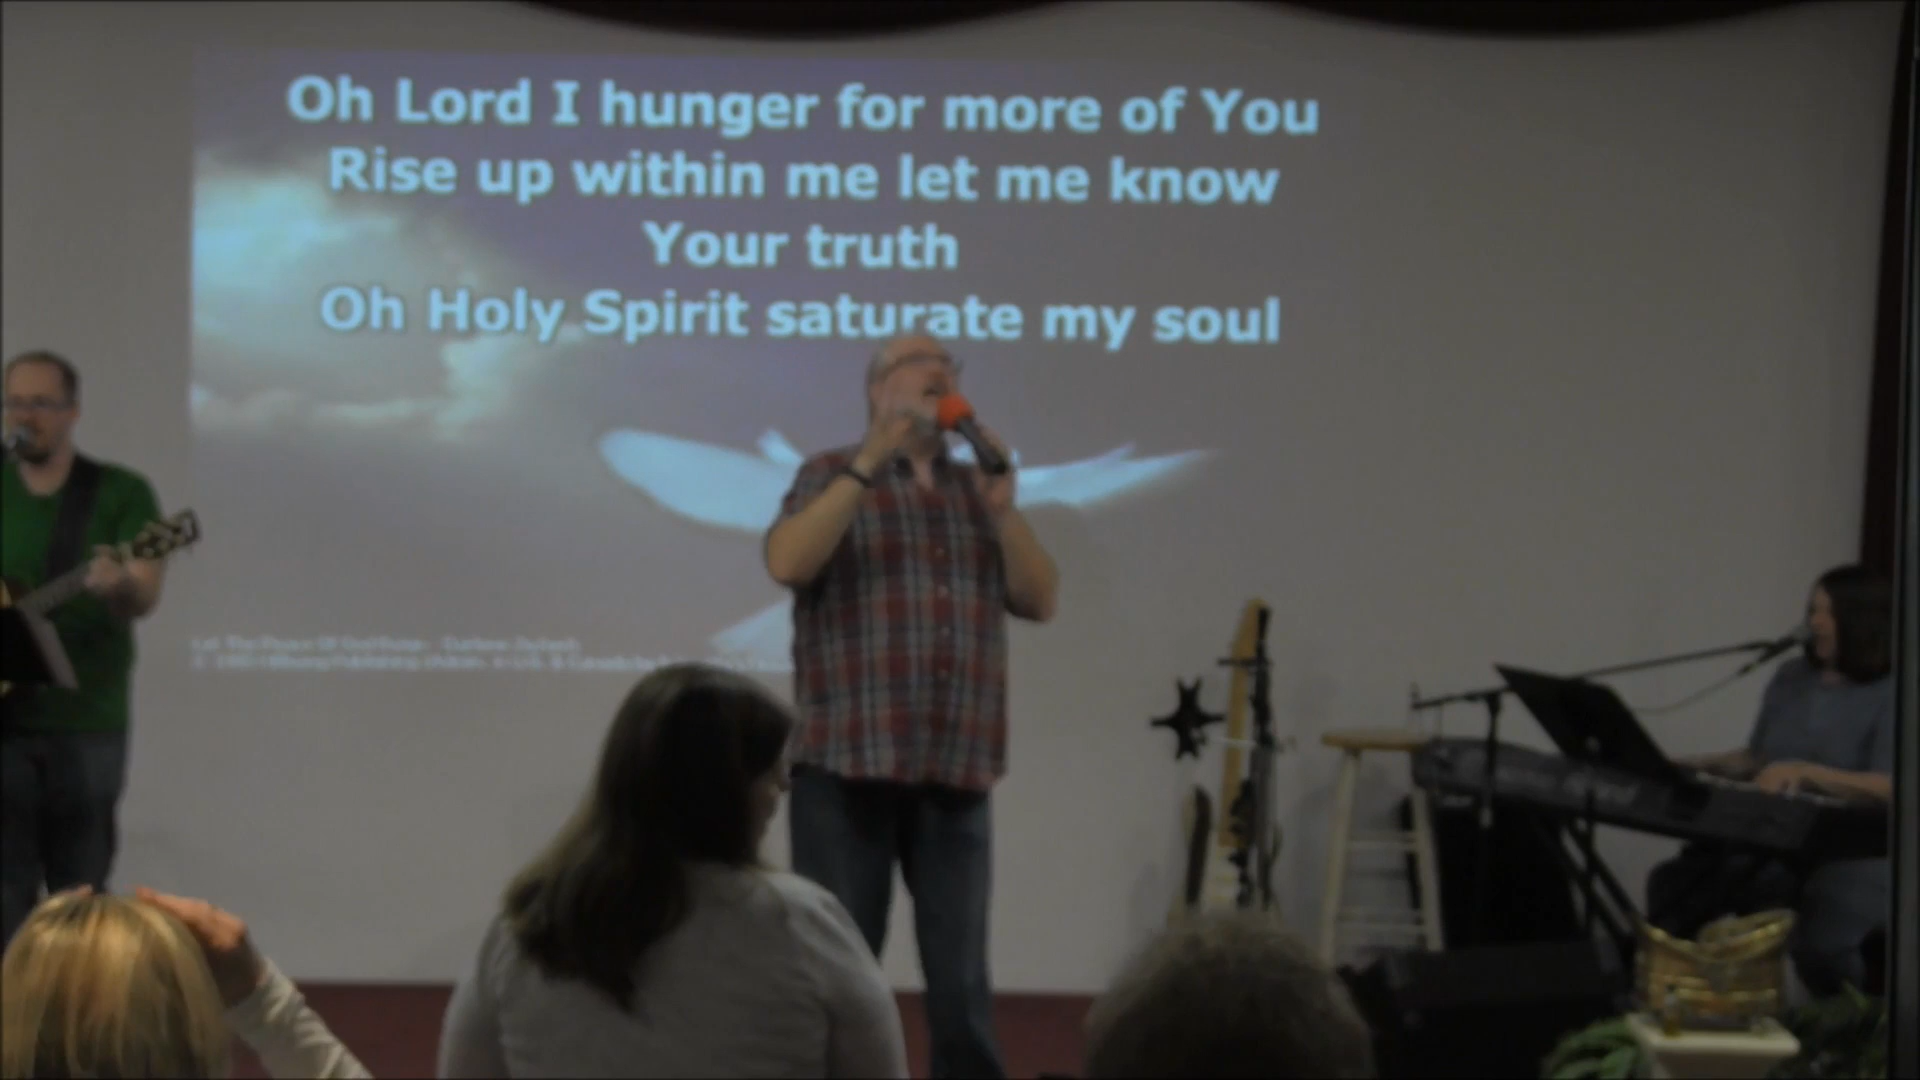 Oh Lord I hunger for more of You
Rise up within me let me know
Your truth
Oh Holy Spirit saturate my soul